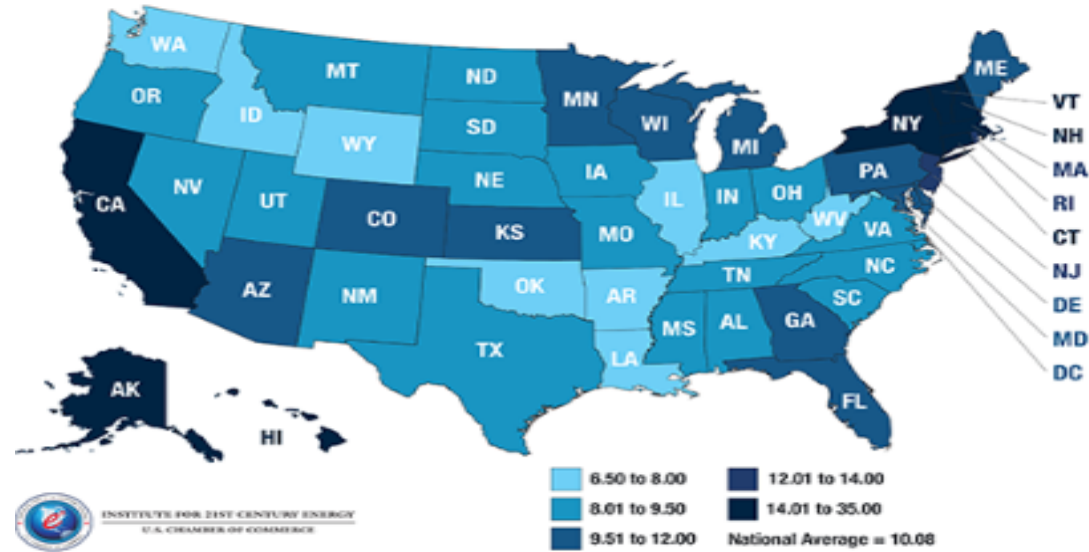 WA
MT
ND
MN
ME
VT
OR
ID
SD
WI
NY
NH
WY
MI
MA
NE
IA
PA
RI
NV
UT
IL
IN
OH
CT
CA
CO
KS
MO
WV
VA
NJ
KY
DE
AZ
NM
OK
AR
TN
NC
MD
SC
DC
TX
LA
MS
AL
GA
AK
HI
FL
6.50 to 8.00
12.01 to 14.00
8.01 to 9.50
14.01 to 35.00
9.51 to 12.00
National Average = 10.08
INSTITUTE FOR 21ST CENTURY ENERGY
U.S. CHAMBER OF COMMERCE